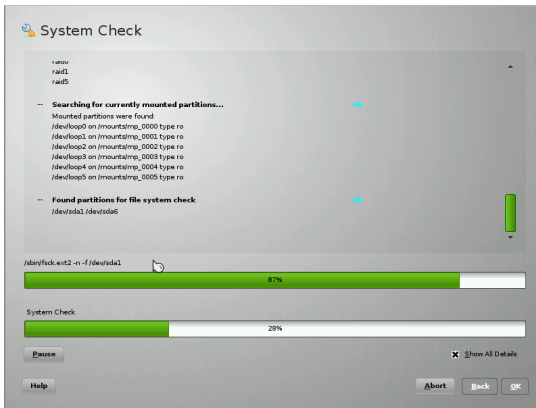 System Check
raid0
raid1
raid5
-- Searching for currently mounted partitions... OK
Mounted partitions were found:
/dev/loop0 on /mounts/mp_0000 type ro
/dev/loop1 on /mounts/mp_0001 type ro
/dev/loop2 on /mounts/mp_0002 type ro
/dev/loop3 on /mounts/mp_0003 type ro
/dev/loop4 on /mounts/mp_0004 type ro
/dev/loop5 on /mounts/mp_0005 type ro
-- Found partitions for file system check OK
/dev/sda1 /dev/sda6
/sbin/fsck.ext2 -n -f /dev/sda1
87%
System Check
28%
Pause
Show All Details
Help
Abort
Back
OK